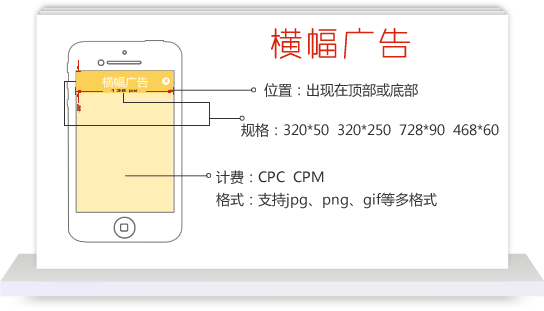 横幅广告
横幅广告
位置：出现在顶部或底部
规格：320*50 320*250 728*90 468*60
计费：CPC CPM
格式：支持jpg、png、gif等多格式